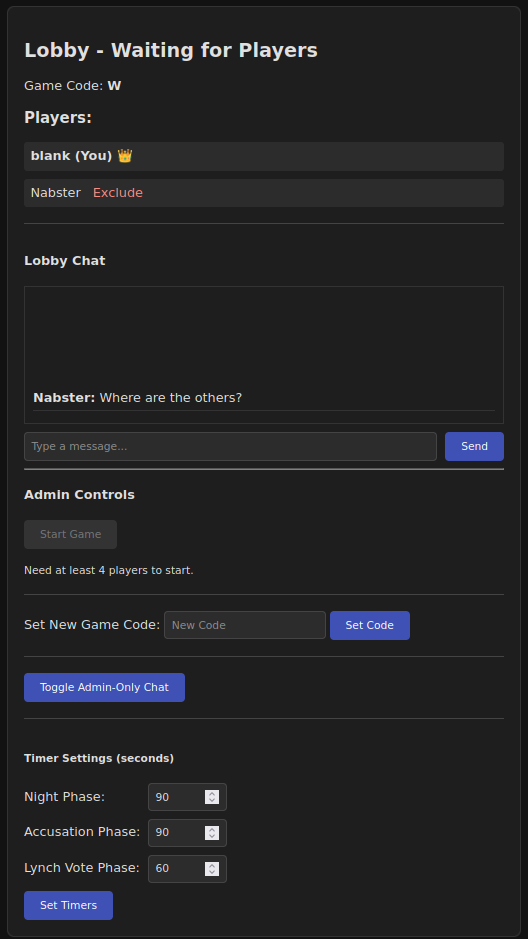 Lobby - Waiting for Players
Game Code: W
Players:
blank (You) 👑
Nabster Exclude
Lobby Chat
Nabster: Where are the others?
Type a message... Send
Admin Controls
Start Game
Need at least 4 players to start.
Set New Game Code: New Code Set Code
Toggle Admin-Only Chat
Timer Settings (seconds)
Night Phase: 90
Accusation Phase: 90
Lynch Vote Phase: 60
Set Timers